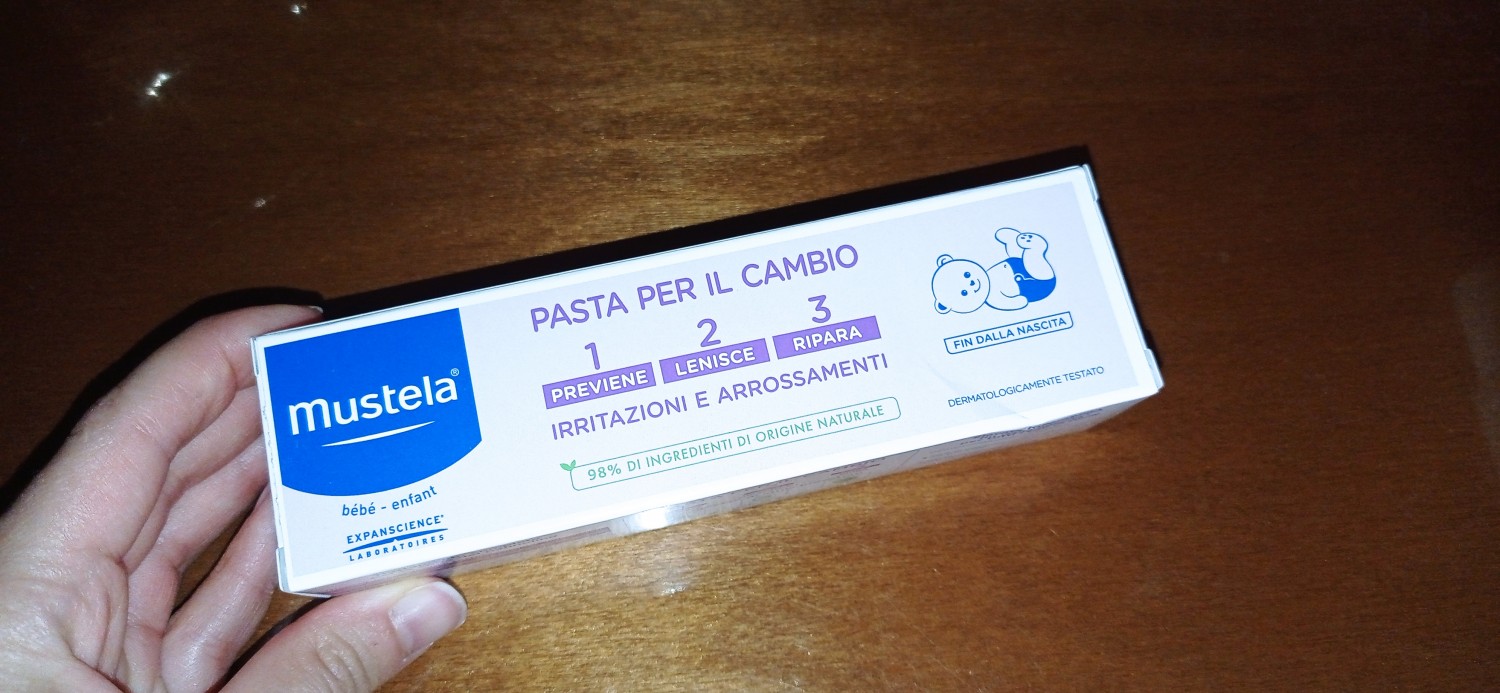 mustela®
bébé - enfant
EXPANSCIENCE®
LABORATOIRES
PASTA PER IL CAMBIO
1 2 3
PREVIENE LENISCE RIPARA
IRRITAZIONI E ARROSSAMENTI
98% DI INGREDIENTI DI ORIGINE NATURALE
FIN DALLA NASCITA
DERMATOLOGICAMENTE TESTATO